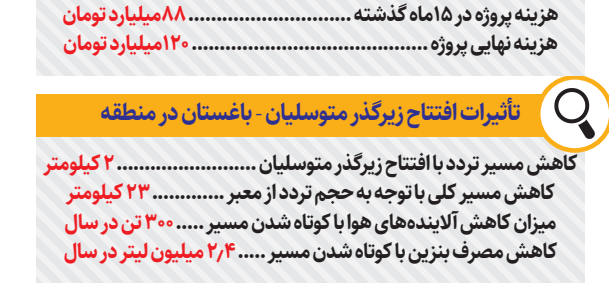 هزینه پروژه در ۱۵ماه گذشته ............................ ۸۸میلیارد تومان
هزینه نهایی پروژه ........................................ ۱۲۰میلیارد تومان
تأثیرات افتتاح زیرگذر متوسلیان - باغستان در منطقه
کاهش مسیر تردد با افتتاح زیرگذر متوسلیان ........................ ۲ کیلومتر
کاهش مسیر کلی با توجه به حجم تردد از معبر ............. ۲۳ کیلومتر
میزان کاهش آلاینده‌های هوا با کوتاه شدن مسیر ..... ۳۰۰ تن در سال
کاهش مصرف بنزین با کوتاه شدن مسیر ..... ۲٫۴ میلیون لیتر در سال